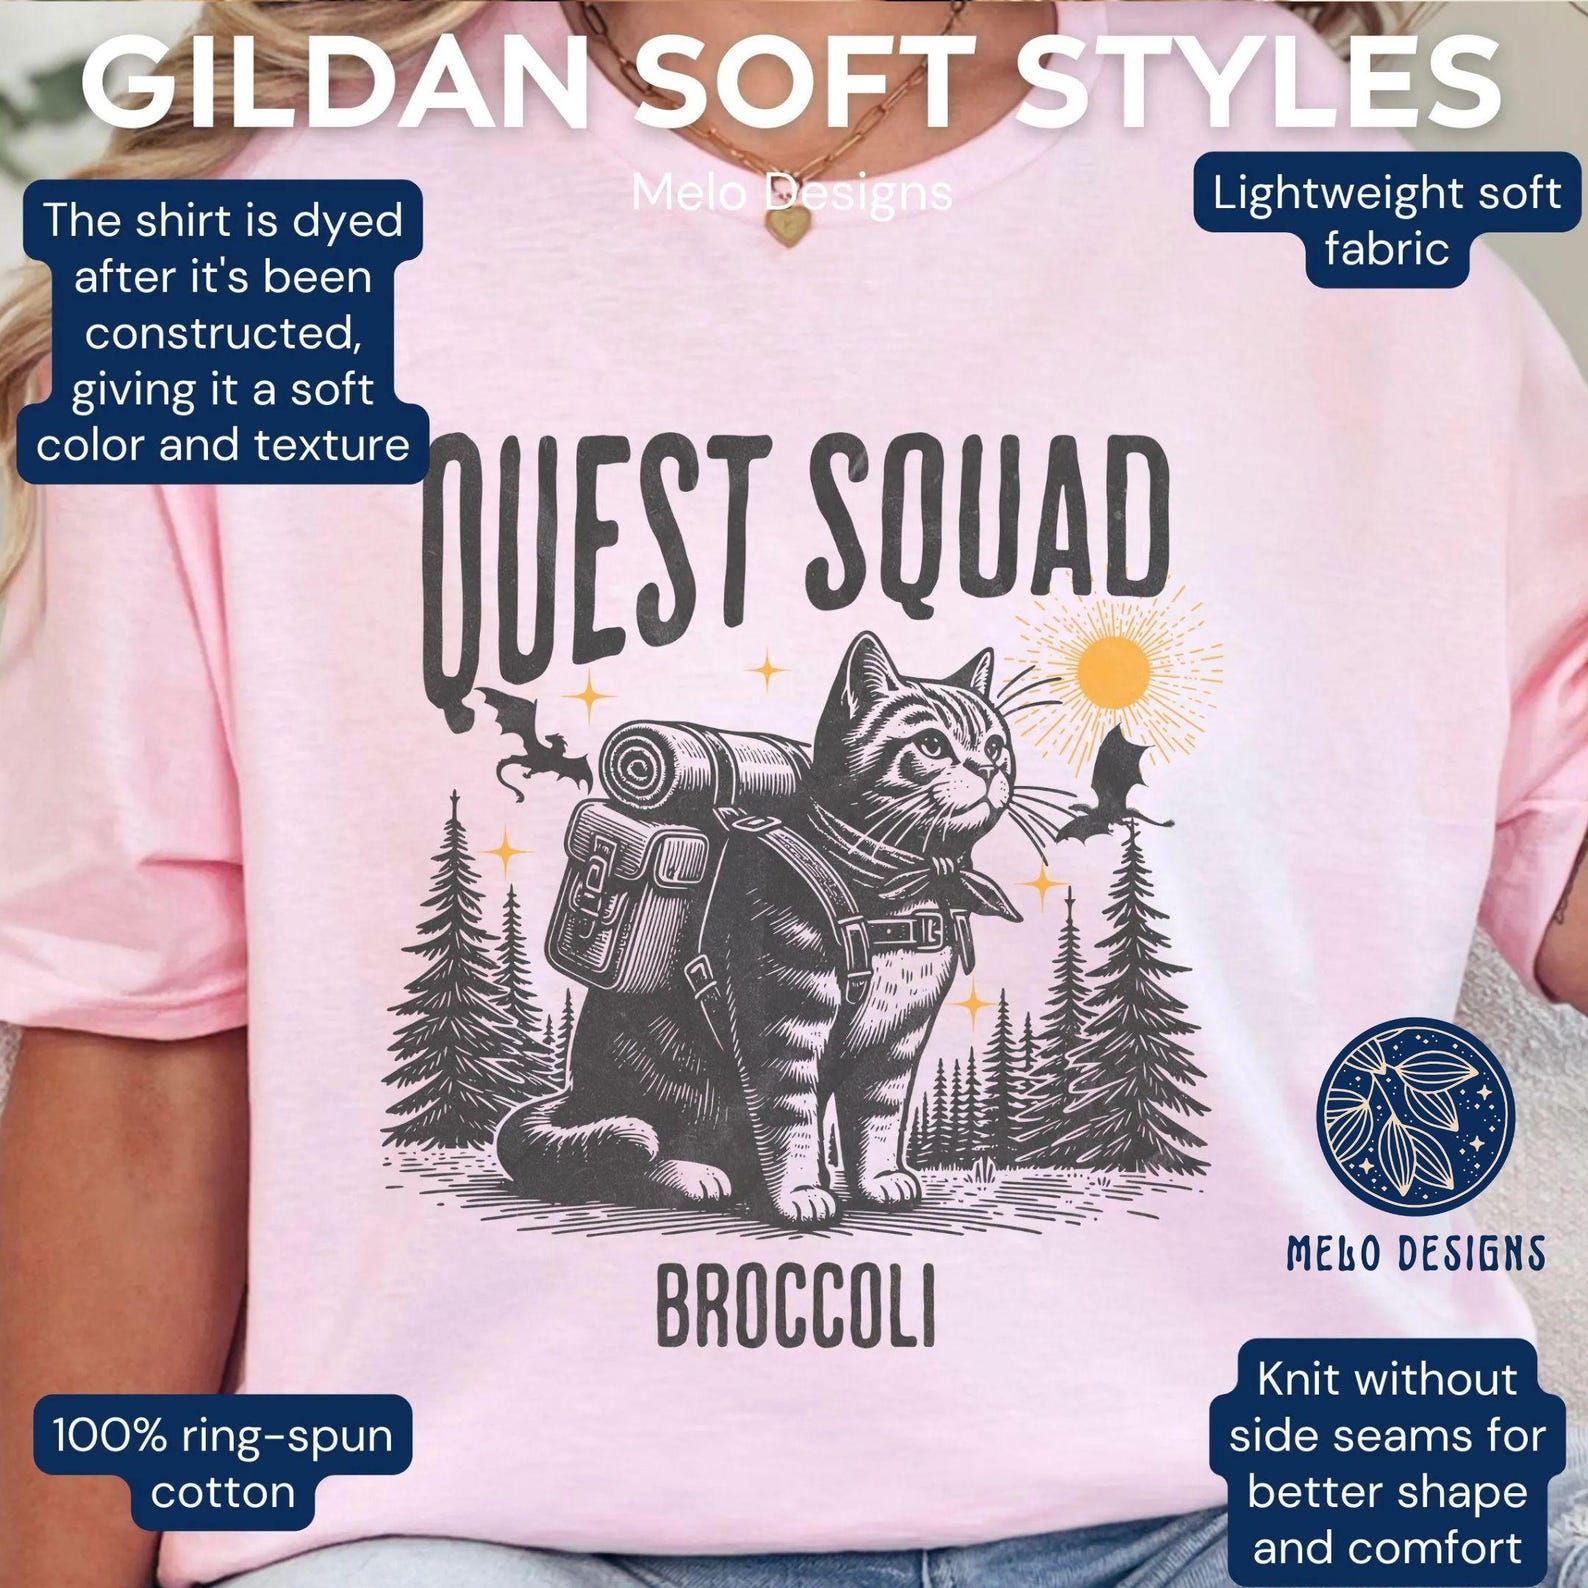 GILDAN SOFT STYLES
Melo Designs
The shirt is dyed
after it's been
constructed,
giving it a soft
color and texture
Lightweight soft
fabric
QUEST SQUAD
BROCCOLI
MELO DESIGNS
100% ring-spun
cotton
Knit without
side seams for
better shape
and comfort